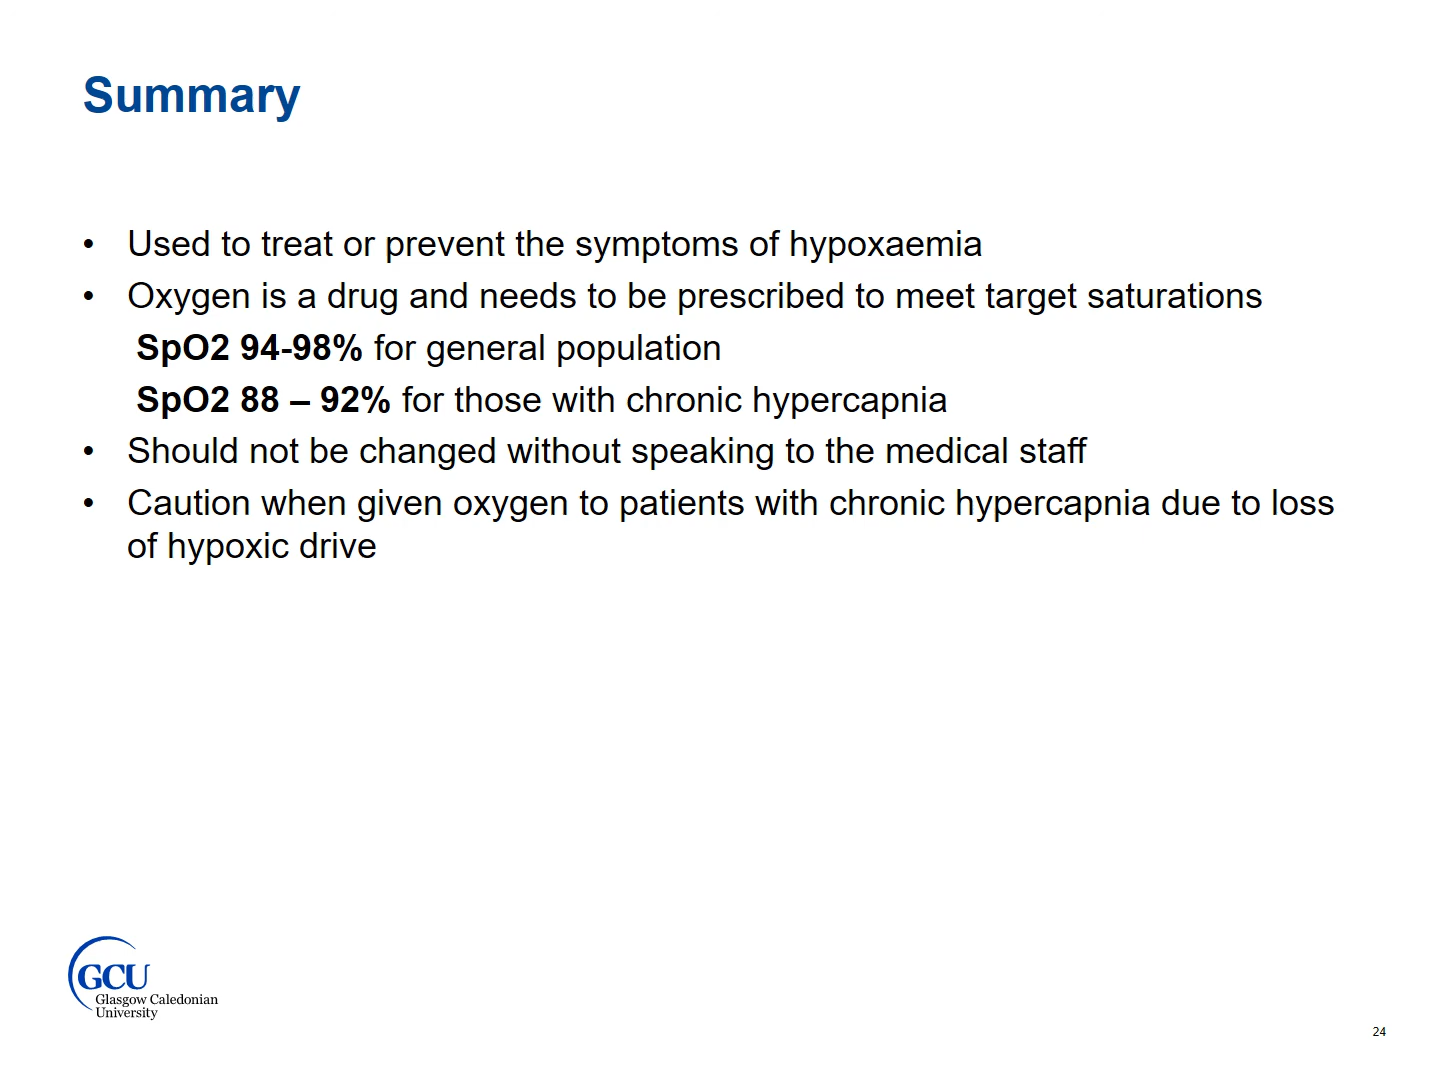 Summary
• Used to treat or prevent the symptoms of hypoxaemia
• Oxygen is a drug and needs to be prescribed to meet target saturations
SpO2 94-98% for general population
SpO2 88 – 92% for those with chronic hypercapnia
• Should not be changed without speaking to the medical staff
• Caution when given oxygen to patients with chronic hypercapnia due to loss
of hypoxic drive
GCU
Glasgow Caledonian
University
24